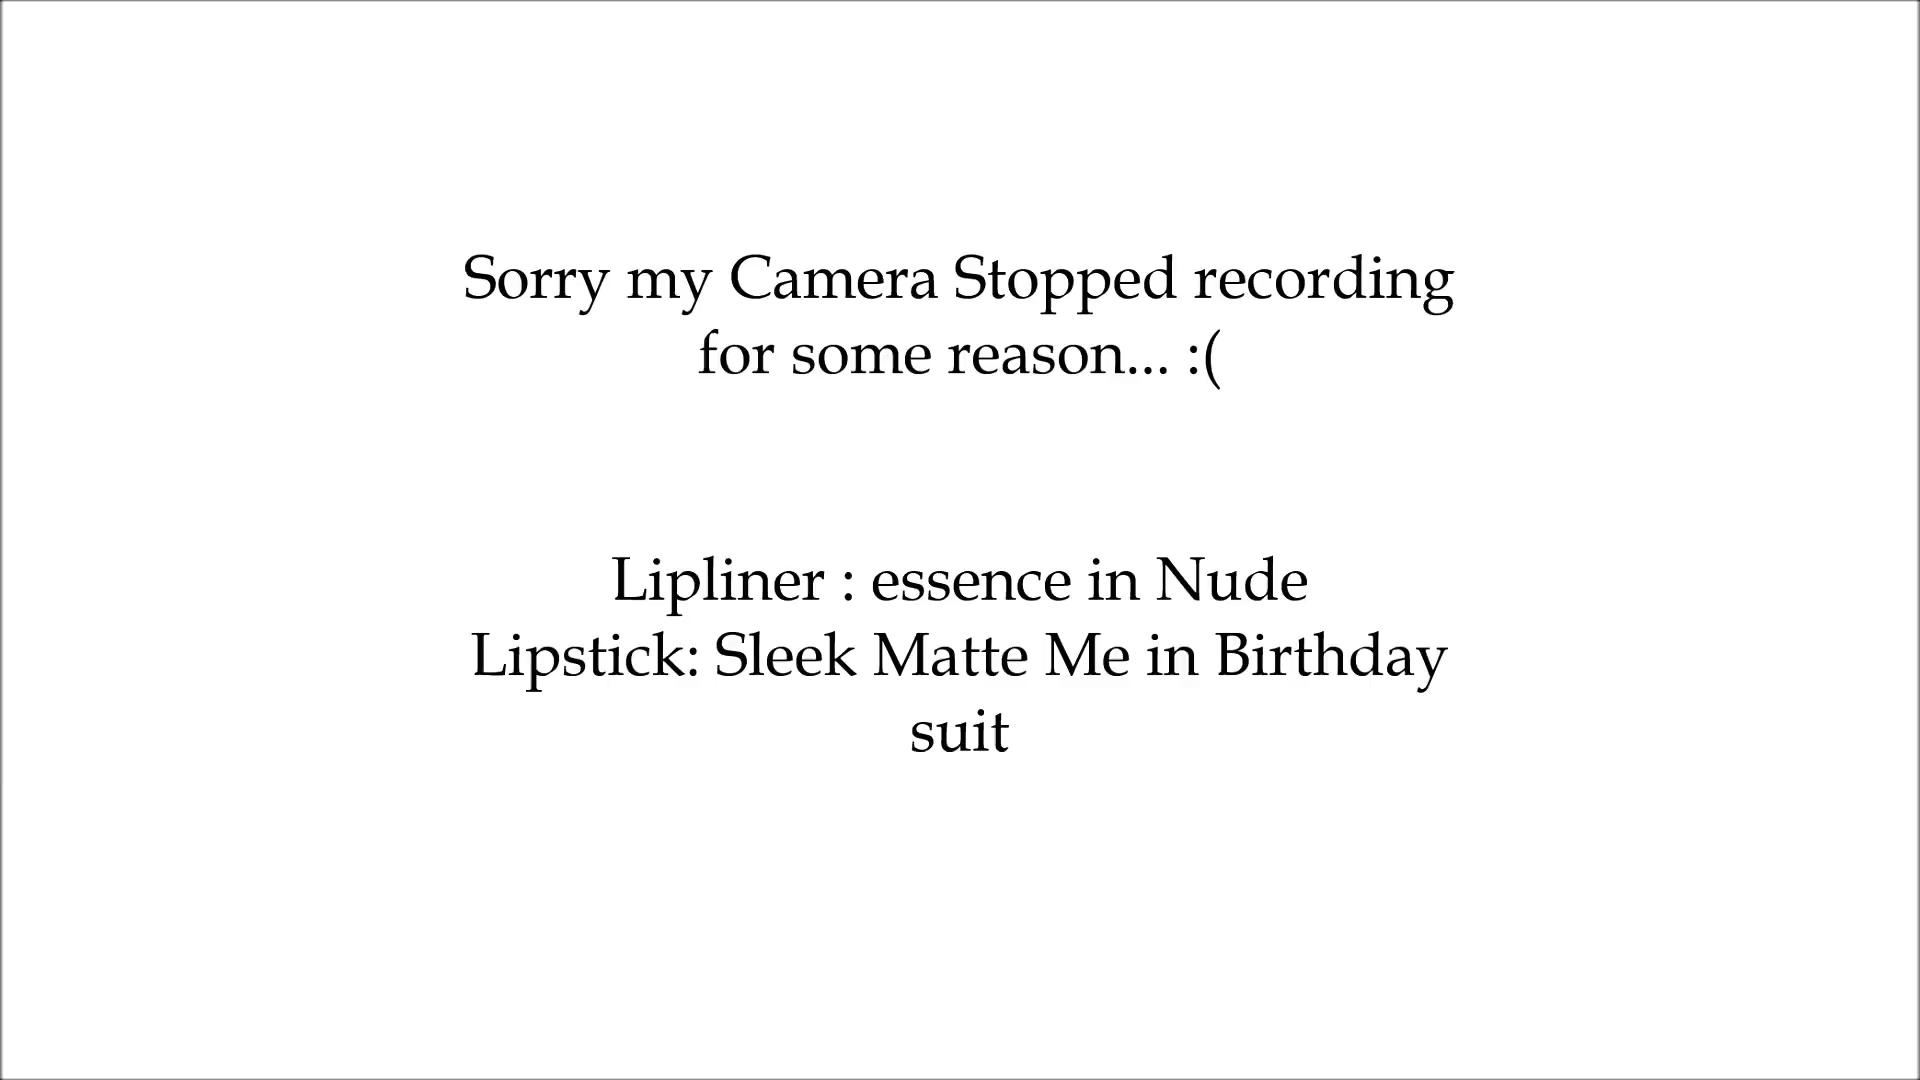 Sorry my Camera Stopped recording
for some reason... :(
Lipliner : essence in Nude
Lipstick: Sleek Matte Me in Birthday
suit